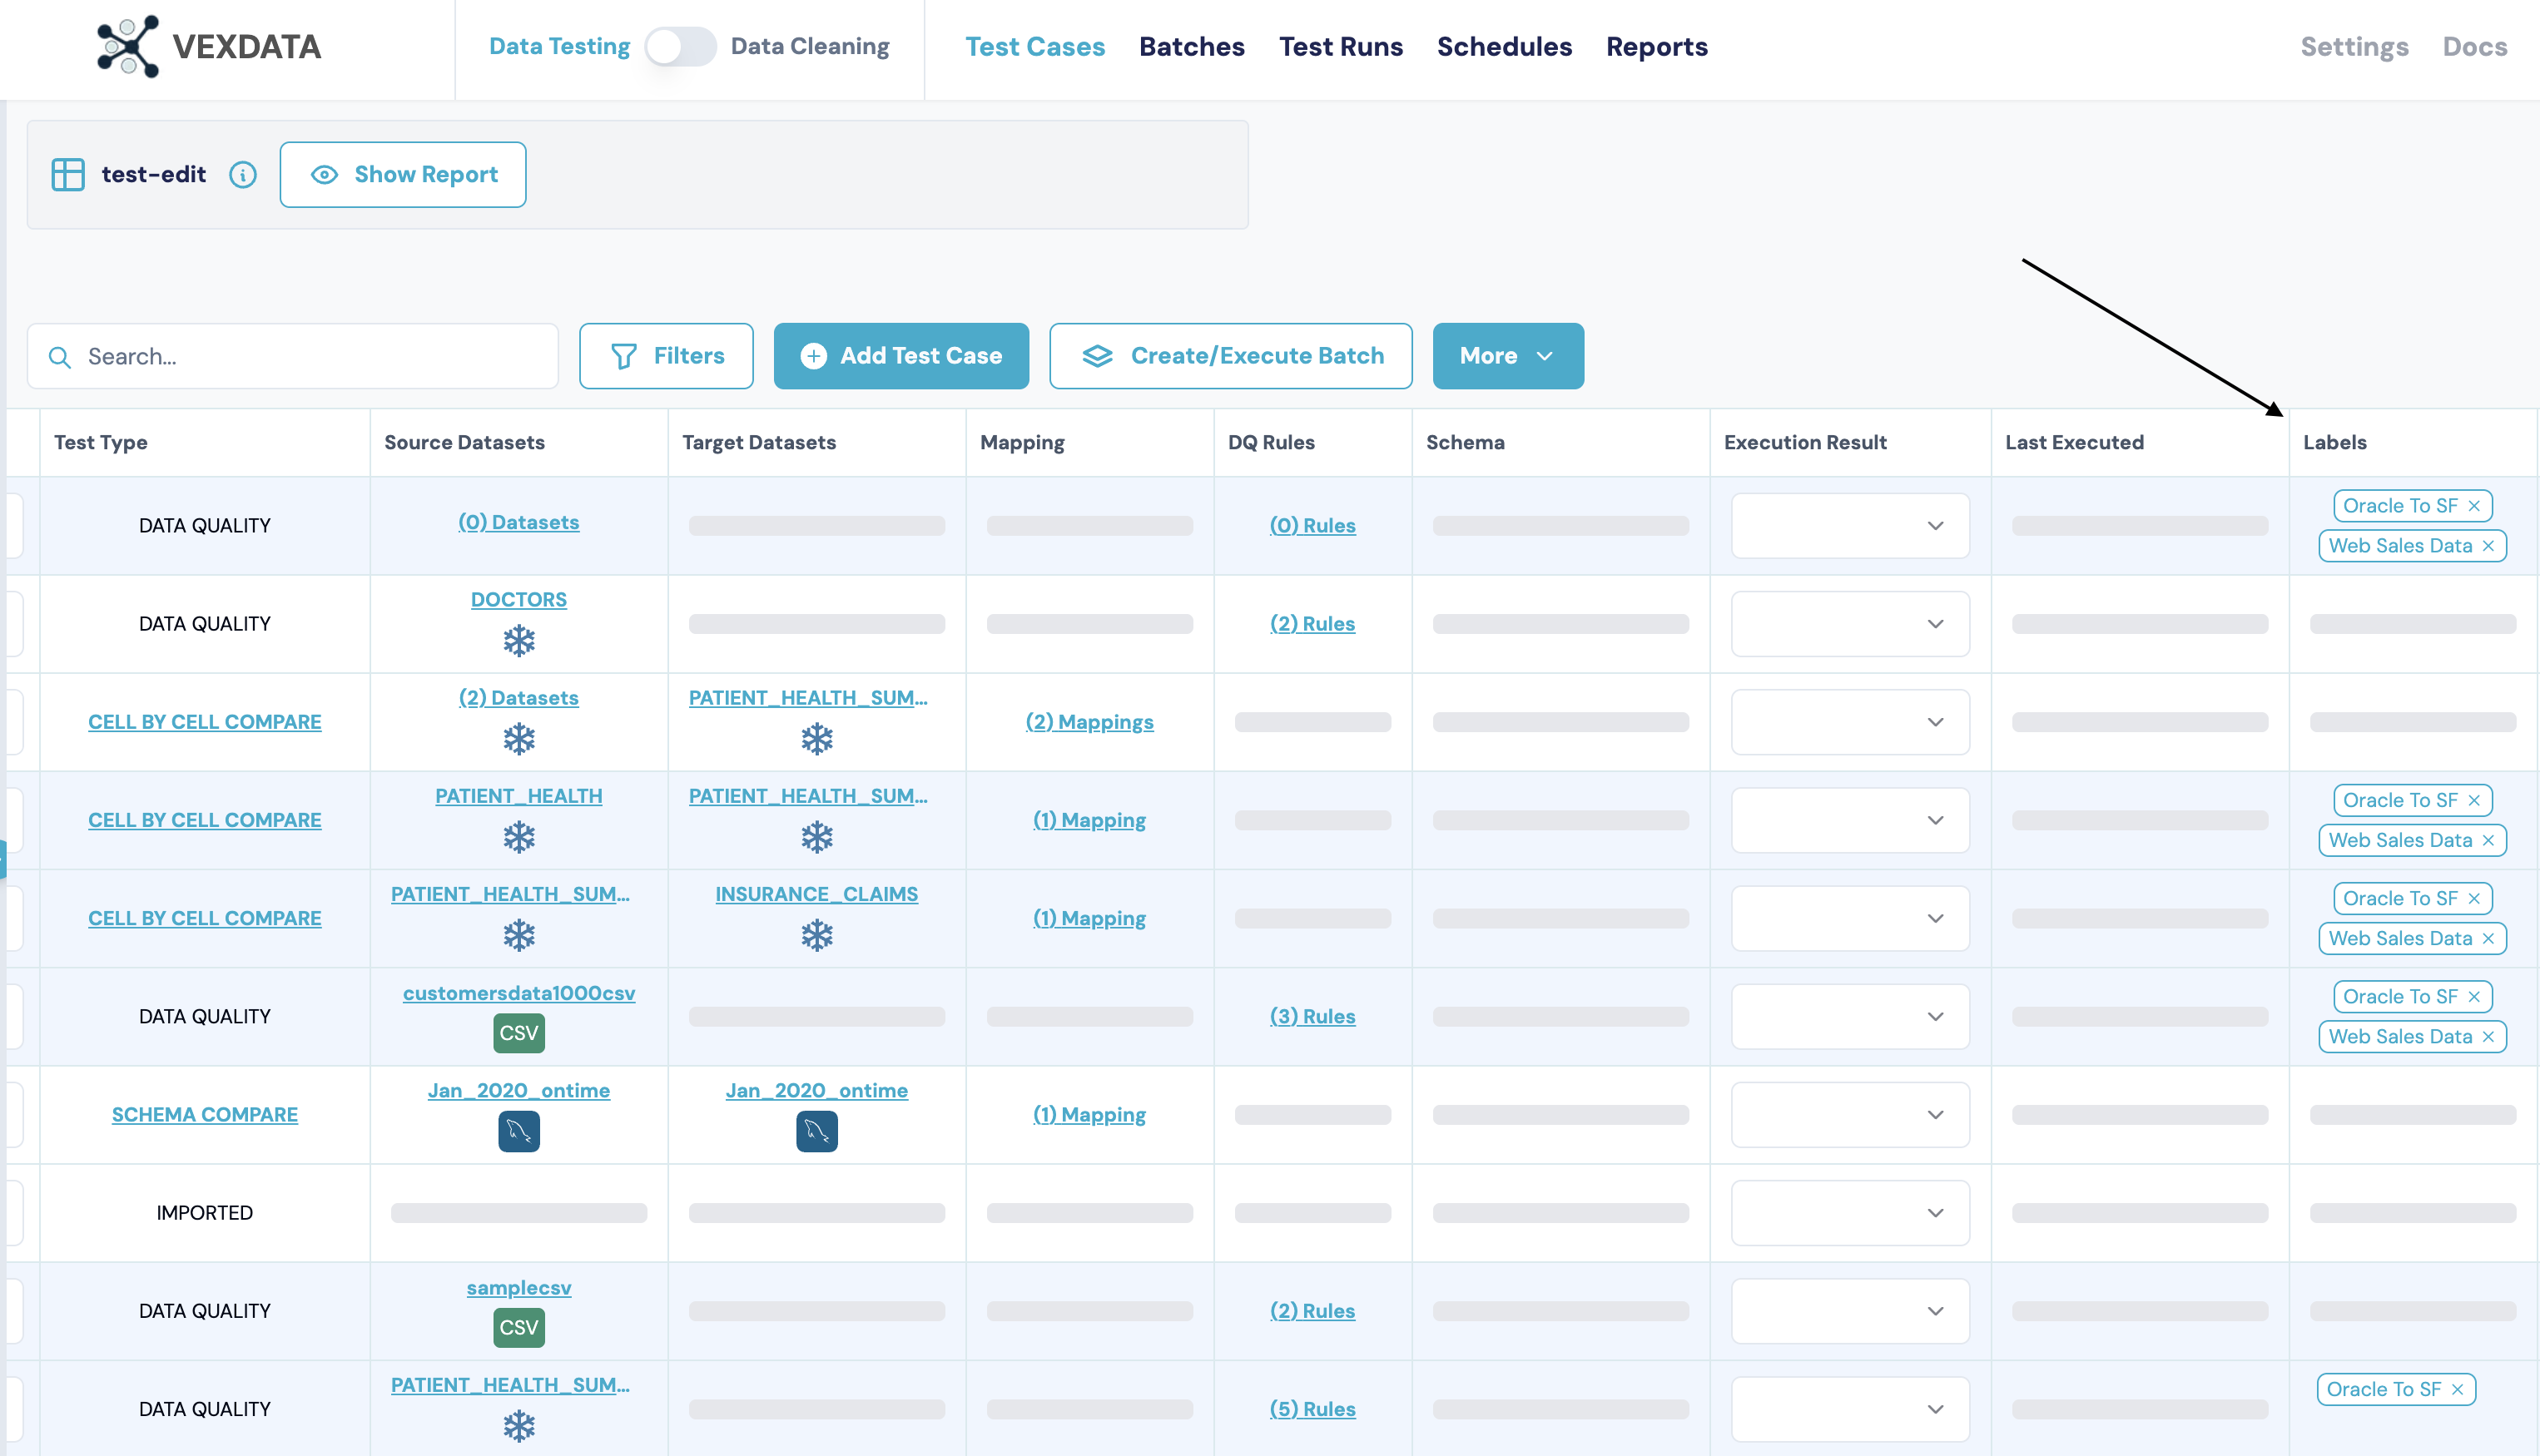 VEXDATA
Data Testing Data Cleaning
Test Cases Batches Test Runs Schedules Reports
Settings Docs
test-edit Show Report
Search... Filters Add Test Case Create/Execute Batch More
Test Type Source Datasets Target Datasets Mapping DQ Rules Schema Execution Result Last Executed Labels
DATA QUALITY (0) Datasets (0) Rules Oracle To SF ×
Web Sales Data ×
DOCTORS
DATA QUALITY (2) Rules
(2) Datasets PATIENT_HEALTH_SUM...
CELL BY CELL COMPARE (2) Mappings
PATIENT_HEALTH PATIENT_HEALTH_SUM... Oracle To SF ×
CELL BY CELL COMPARE (1) Mapping
Web Sales Data ×
PATIENT_HEALTH_SUM... INSURANCE_CLAIMS Oracle To SF ×
CELL BY CELL COMPARE (1) Mapping
Web Sales Data ×
customersdata1000csv Oracle To SF ×
DATA QUALITY (3) Rules
CSV Web Sales Data ×
Jan_2020_ontime Jan_2020_ontime
SCHEMA COMPARE (1) Mapping
IMPORTED
samplecsv
DATA QUALITY (2) Rules
CSV
PATIENT_HEALTH_SUM... Oracle To SF ×
DATA QUALITY (5) Rules